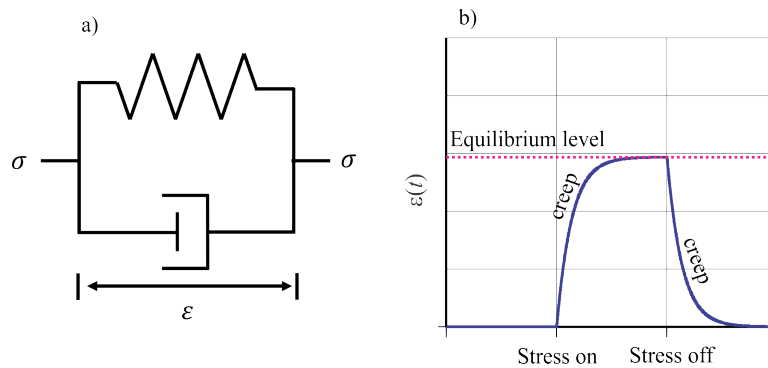 a)
σ
σ
ε
b)
Equilibrium level
creep
creep
ε(t)
Stress on
Stress off